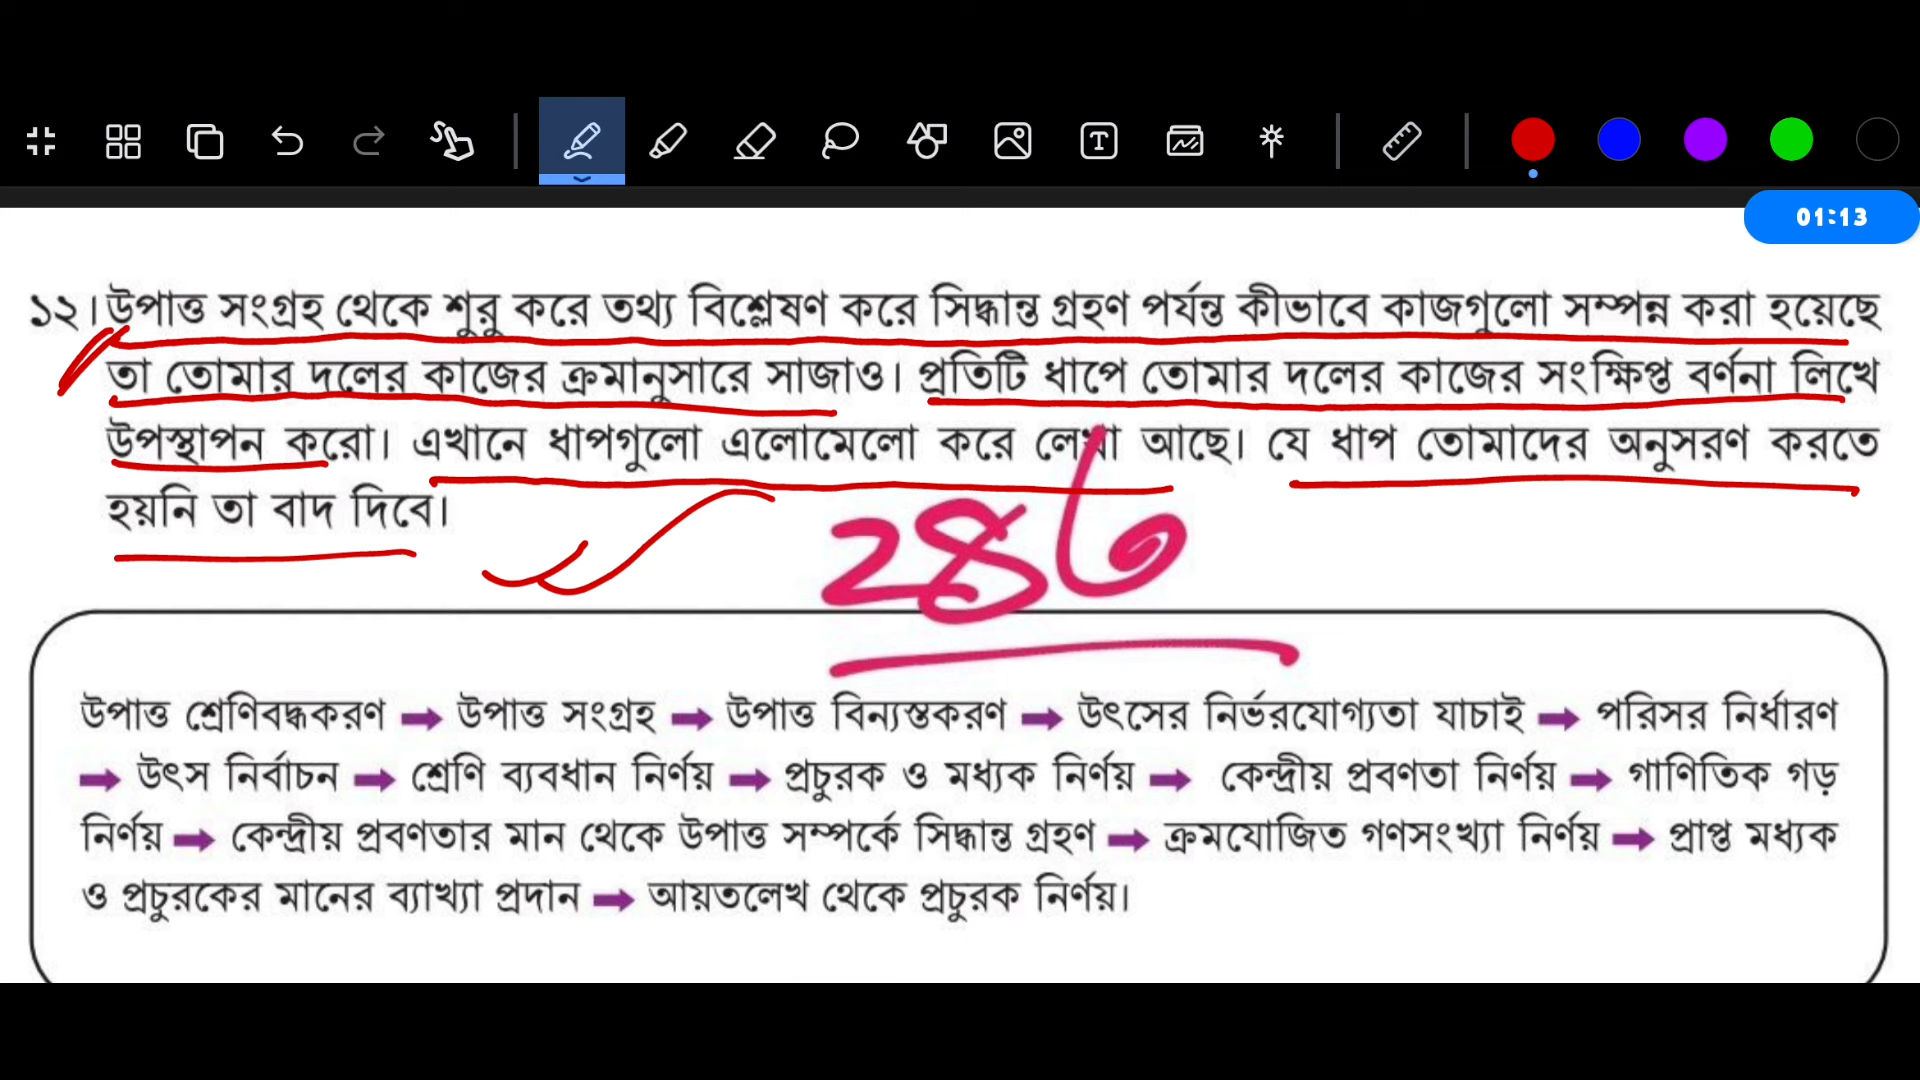 01:13
১২। উপাত্ত সংগ্রহ থেকে শুরু করে তথ্য বিশ্লেষণ করে সিদ্ধান্ত গ্রহণ পর্যন্ত কীভাবে কাজগুলো সম্পন্ন করা হয়েছে
তা তোমার দলের কাজের ক্রমানুসারে সাজাও। প্রতিটি ধাপে তোমার দলের কাজের সংক্ষিপ্ত বর্ণনা লিখে
উপস্থাপন করো। এখানে ধাপগুলো এলোমেলো করে লেখা আছে। যে ধাপ তোমাদের অনুসরণ করতে
হয়নি তা বাদ দিবে।
উপাত্ত শ্রেণিবদ্ধকরণ ➡ উপাত্ত সংগ্রহ ➡ উপাত্ত বিন্যস্তকরণ ➡ উৎসের নির্ভরযোগ্যতা যাচাই ➡ পরিসর নির্ধারণ
➡ উৎস নির্বাচন ➡ শ্রেণি ব্যবধান নির্ণয় ➡ প্রচুরক ও মধ্যক নির্ণয় ➡ কেন্দ্রীয় প্রবণতা নির্ণয় ➡ গাণিতিক গড়
নির্ণয় ➡ কেন্দ্রীয় প্রবণতার মান থেকে উপাত্ত সম্পর্কে সিদ্ধান্ত গ্রহণ ➡ ক্রমযোজিত গণসংখ্যা নির্ণয় ➡ প্রাপ্ত মধ্যক
ও প্রচুরকের মানের ব্যাখ্যা প্রদান ➡ আয়তলেখ থেকে প্রচুরক নির্ণয়।